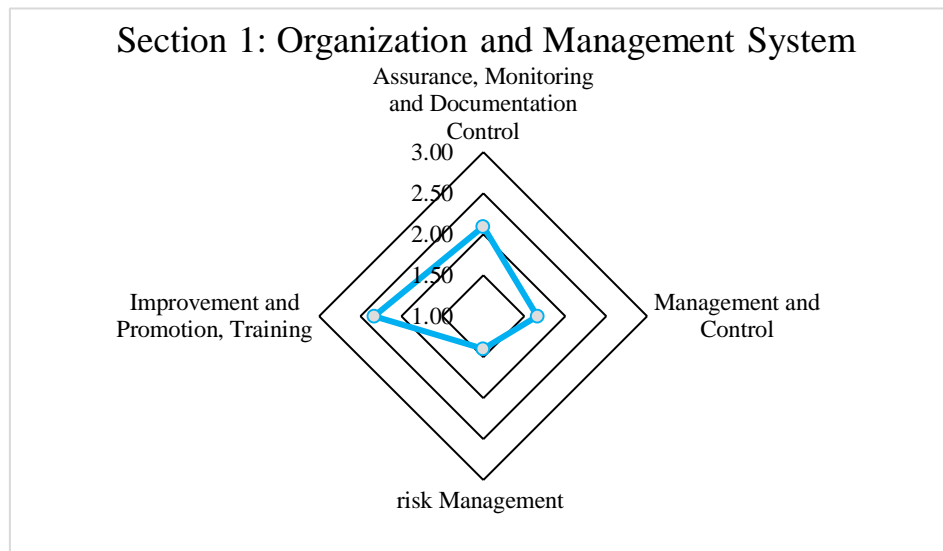 Section 1: Organization and Management System
Assurance, Monitoring
and Documentation
Control
3.00
2.50
2.00
1.50
1.00
Improvement and
Promotion, Training
Management and
Control
risk Management